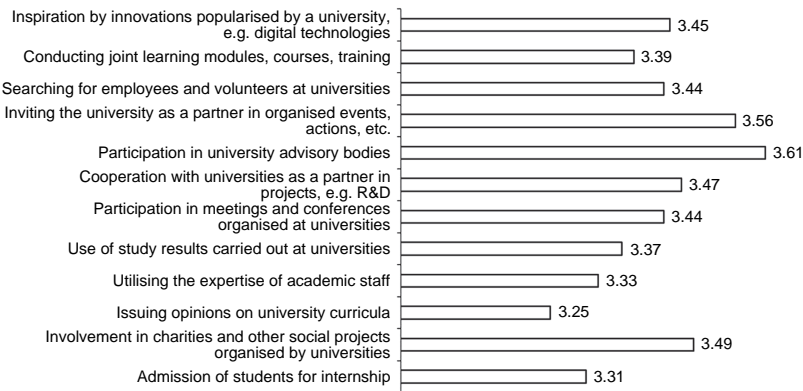 Inspiration by innovations popularised by a university,
e.g. digital technologies
3.45
Conducting joint learning modules, courses, training
3.39
Searching for employees and volunteers at universities
3.44
Inviting the university as a partner in organised events,
actions, etc.
3.56
Participation in university advisory bodies
3.61
Cooperation with universities as a partner in
projects, e.g. R&D
3.47
Participation in meetings and conferences
organised at universities
3.44
Use of study results carried out at universities
3.37
Utilising the expertise of academic staff
3.33
Issuing opinions on university curricula
3.25
Involvement in charities and other social projects
organised by universities
3.49
Admission of students for internship
3.31